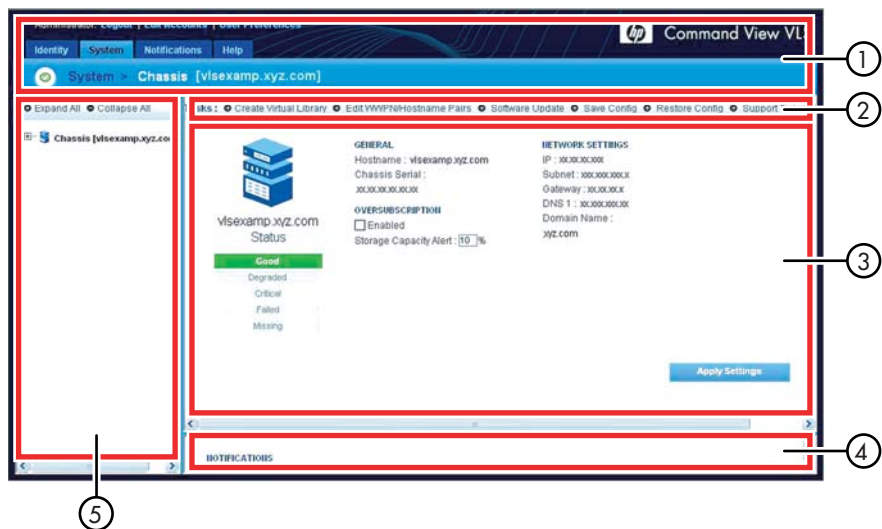 Administrator: Logout | Edit Accounts | User Preferences
hp Command View VL
Identity System Notifications Help
System > Chassis [vlsexamp.xyz.com]
1
Expand All Collapse All
sks : Create Virtual Library Edit WWPN/Hostname Pairs Software Update Save Config Restore Config Support
2
Chassis [vlsexamp.xyz.co
vlsexamp.xyz.com
Status
Good
Degraded
Critical
Failed
Missing
GENERAL
Hostname : vlsexamp.xyz.com
Chassis Serial :
xx.xx.xx.xx.xx.xx
OVERSUBSCRIPTION
Enabled
Storage Capacity Alert : 10 %
NETWORK SETTINGS
IP : xx.xx.xx.xxx
Subnet : xxx.xxx.xxx.x
Gateway : xx.xx.xx.x
DNS 1 : xx.xxx.xxx.xx
Domain Name :
xyz.com
3
Apply Settings
NOTIFICATIONS
4
5